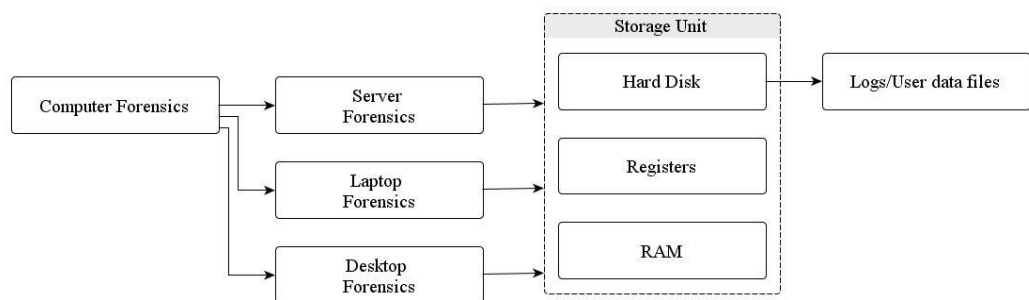 Storage Unit
Computer Forensics
Server
Forensics
Hard Disk
Logs/User data files
Laptop
Forensics
Registers
Desktop
Forensics
RAM